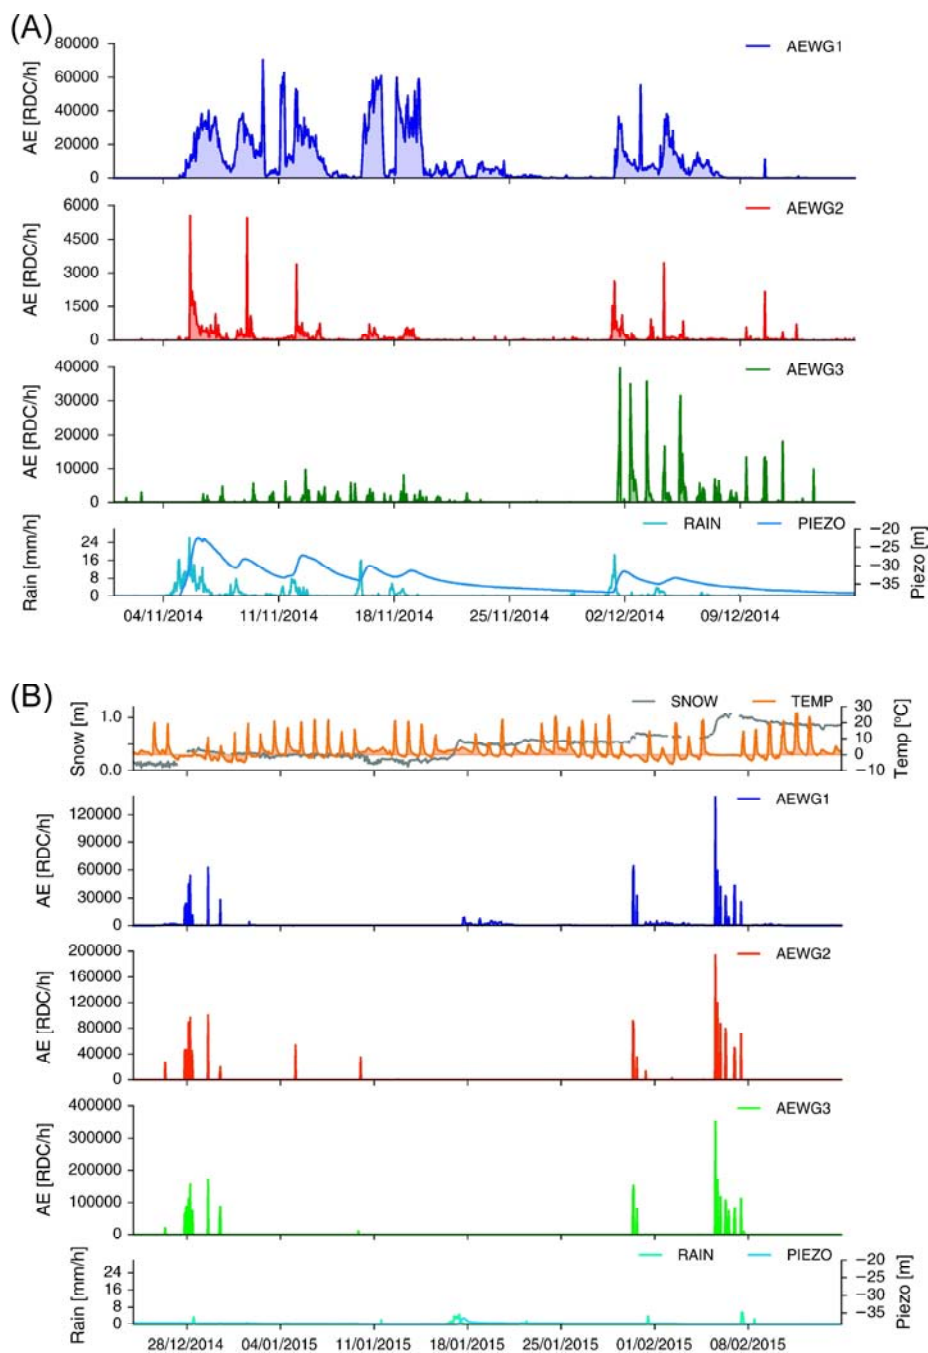 (A)
AE [RDC/h]
80000
60000
40000
20000
0
AEWG1
AE [RDC/h]
6000
4500
3000
1500
0
AEWG2
AE [RDC/h]
40000
30000
20000
10000
0
AEWG3
Rain [mm/h]
24
16
8
0
RAIN
PIEZO
−20
−25
−30
−35
Piezo [m]
04/11/2014
11/11/2014
18/11/2014
25/11/2014
02/12/2014
09/12/2014
(B)
Snow [m]
1.0
0.0
SNOW
TEMP
30
20
10
0
−10
Temp [ºC]
AE [RDC/h]
120000
90000
60000
30000
0
AEWG1
AE [RDC/h]
200000
160000
120000
80000
40000
0
AEWG2
AE [RDC/h]
400000
300000
200000
100000
0
AEWG3
Rain [mm/h]
24
16
8
0
RAIN
PIEZO
−20
−25
−30
−35
Piezo [m]
28/12/2014
04/01/2015
11/01/2015
18/01/2015
25/01/2015
01/02/2015
08/02/2015